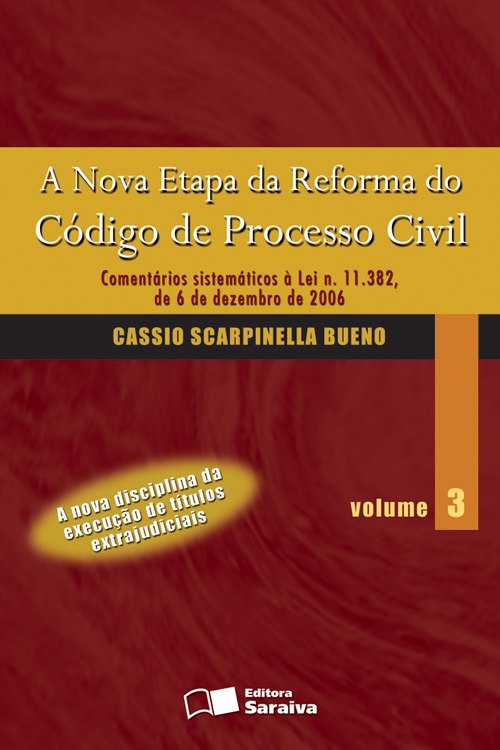 A Nova Etapa da Reforma do
Código de Processo Civil
Comentários sistemáticos à Lei n. 11.382,
de 6 de dezembro de 2006
CASSIO SCARPINELLA BUENO
A nova disciplina da
execução de títulos
extrajudiciais
volume 3
Editora
Saraiva